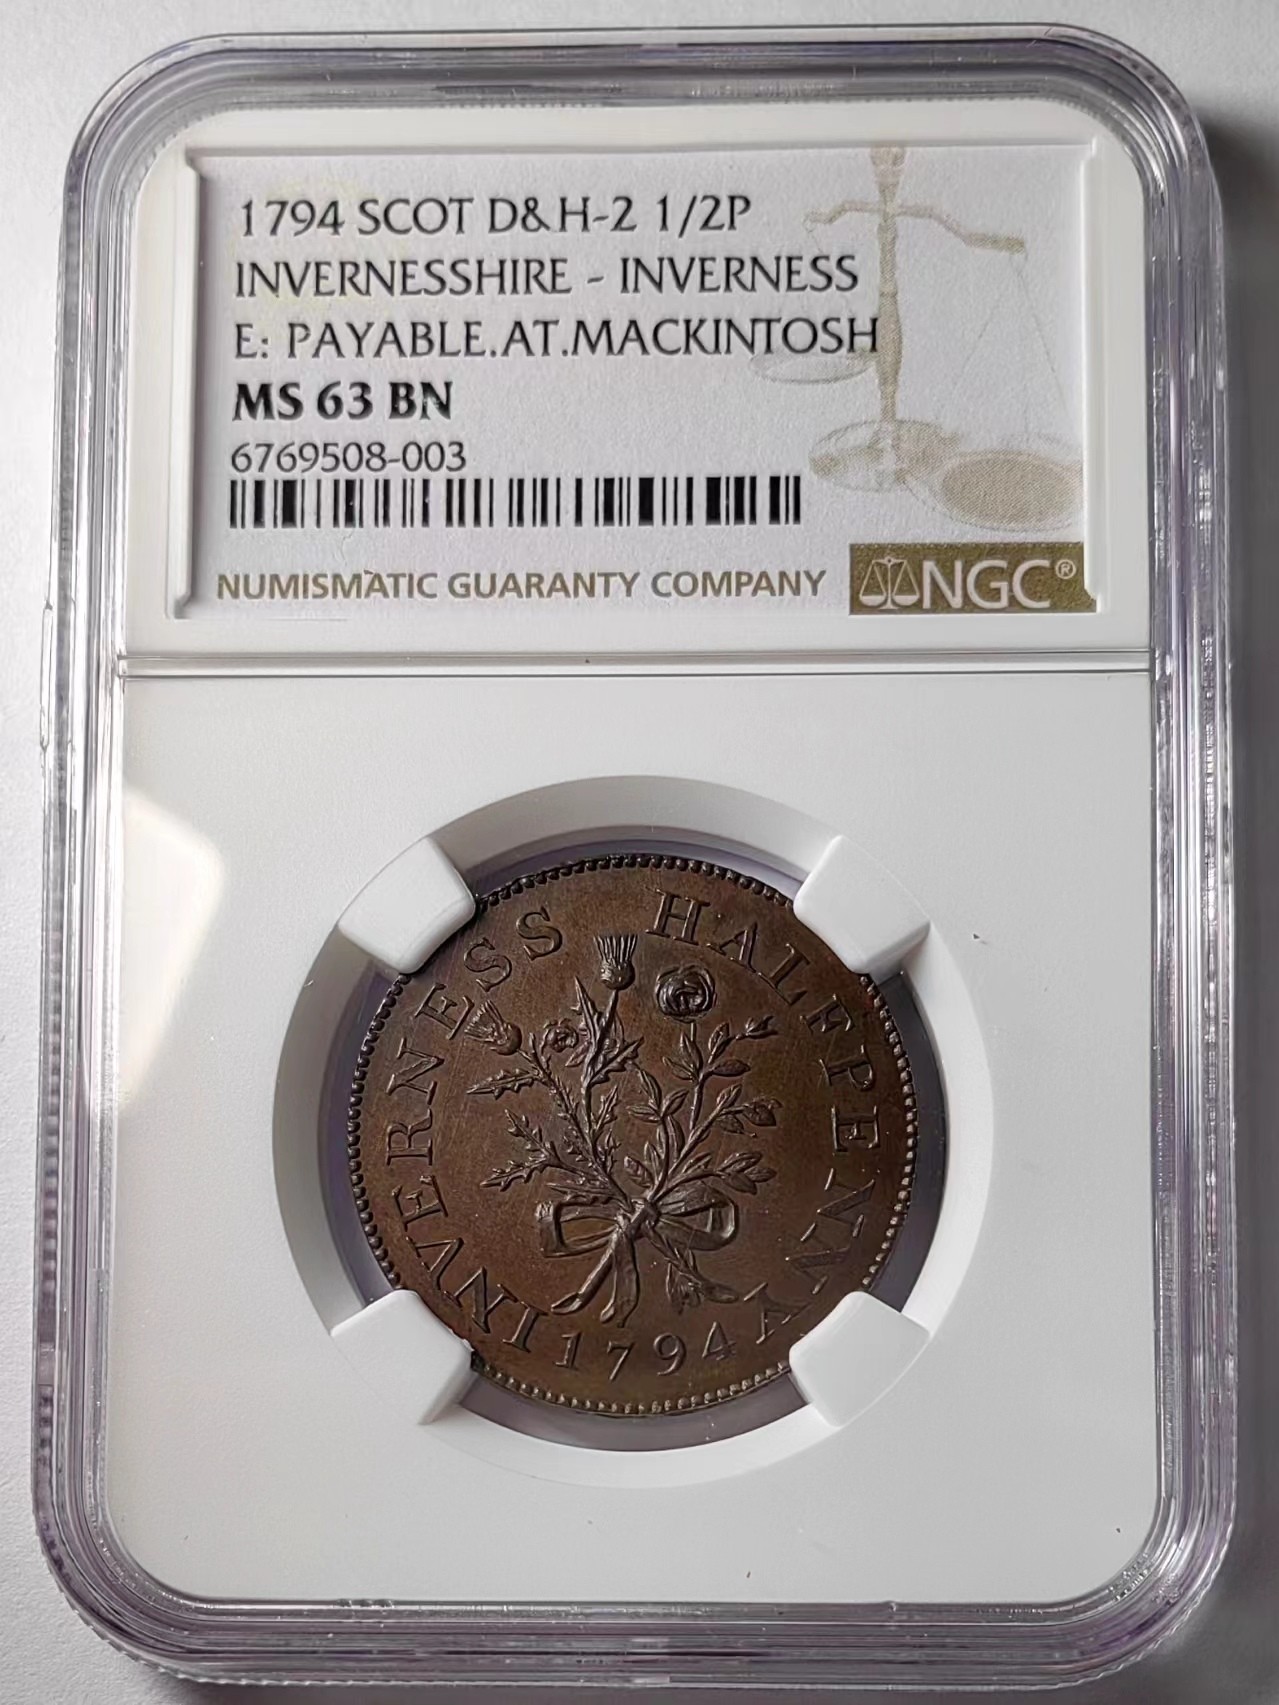 1794 SCOT D&H-2 1/2P
INVERNESSHIRE - INVERNESS
E: PAYABLE.AT.MACKINTOSH
MS 63 BN
6769508-003
NUMISMATIC GUARANTY COMPANY
NGC®
INVERNESS HALFPENNY
1794